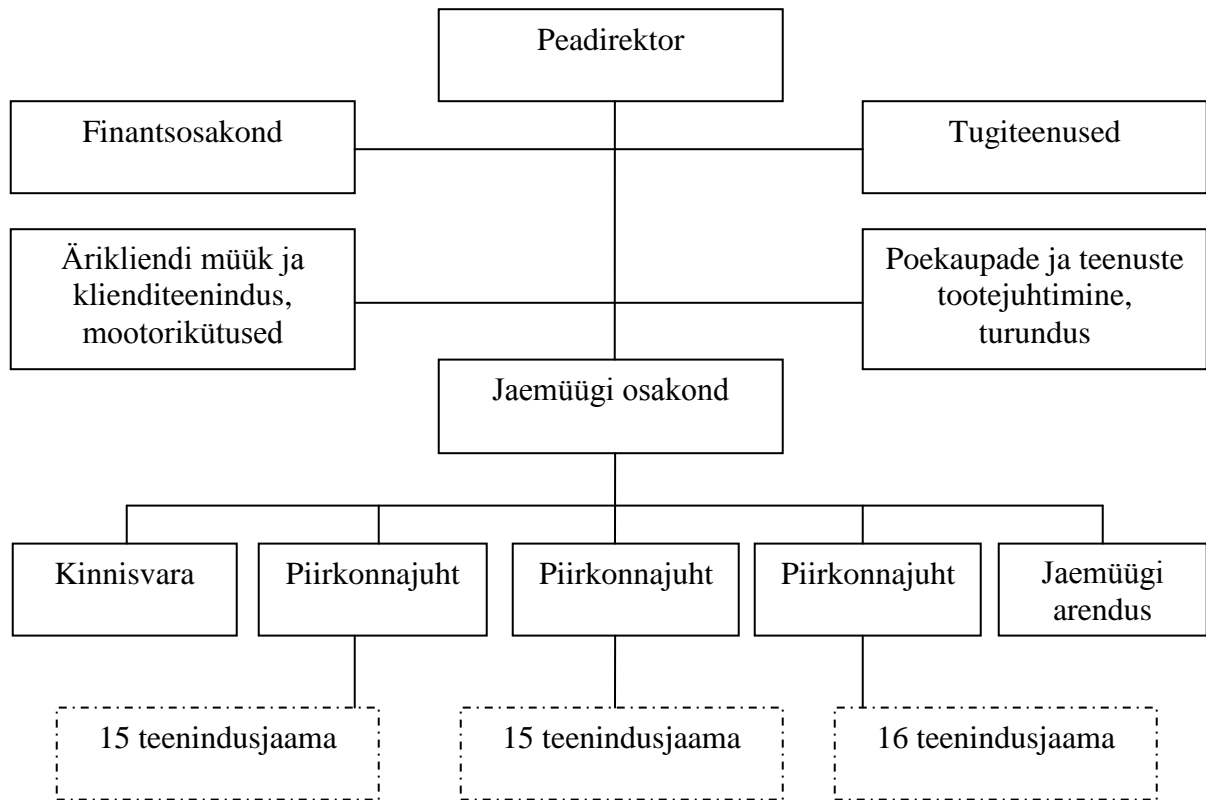 Peadirektor
Finantsosakond
Tugiteenused
Ärikliendi müük ja
klienditeenindus,
mootorikütused
Poekaupade ja teenuste
tootejuhtimine,
turundus
Jaemüügi osakond
Kinnisvara
Piirkonnajuht
Piirkonnajuht
Piirkonnajuht
Jaemüügi
arendus
15 teenindusjaama
15 teenindusjaama
16 teenindusjaama